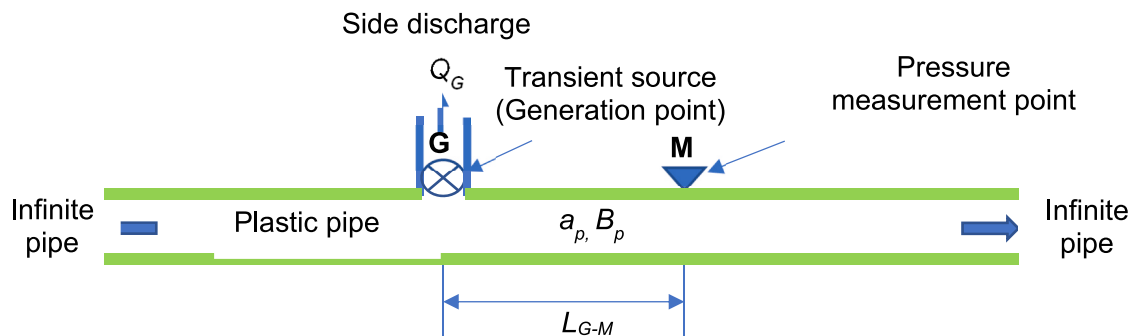 Side discharge
Q_G
Transient source
(Generation point)
Pressure
measurement point
G
M
Infinite
pipe
Plastic pipe
a_p, B_p
Infinite
pipe
L_G-M